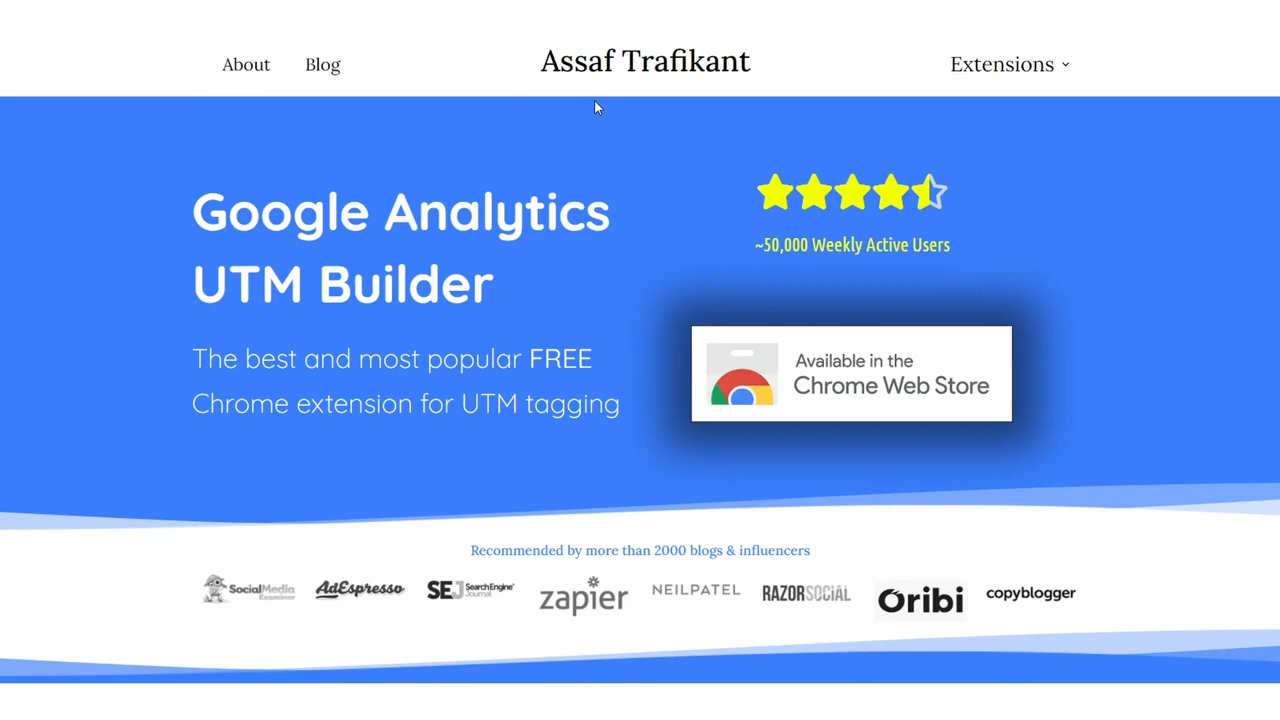 About
Blog
Assaf Trafikant
Extensions
Google Analytics
UTM Builder
The best and most popular FREE
Chrome extension for UTM tagging
~50,000 Weekly Active Users
Available in the
Chrome Web Store
Recommended by more than 2000 blogs & influencers
SocialMedia
Examiner
AdEspresso
SEJ
SearchEngine
Journal
zapier
NEILPATEL
RAZORSOCIAL
Oribi
copyblogger